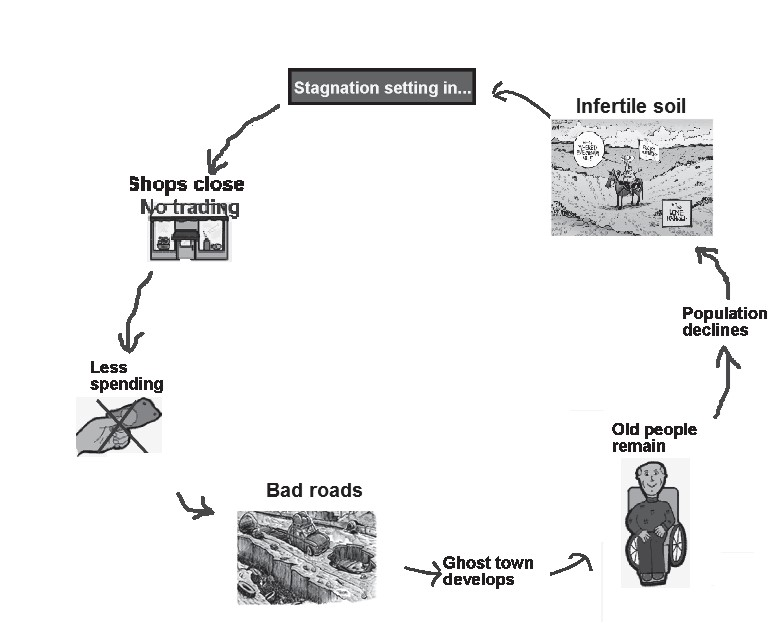 Stagnation setting in...
Shops close
No trading
Less
spending
Bad roads
Ghost town
develops
Old people
remain
Population
declines
Infertile soil